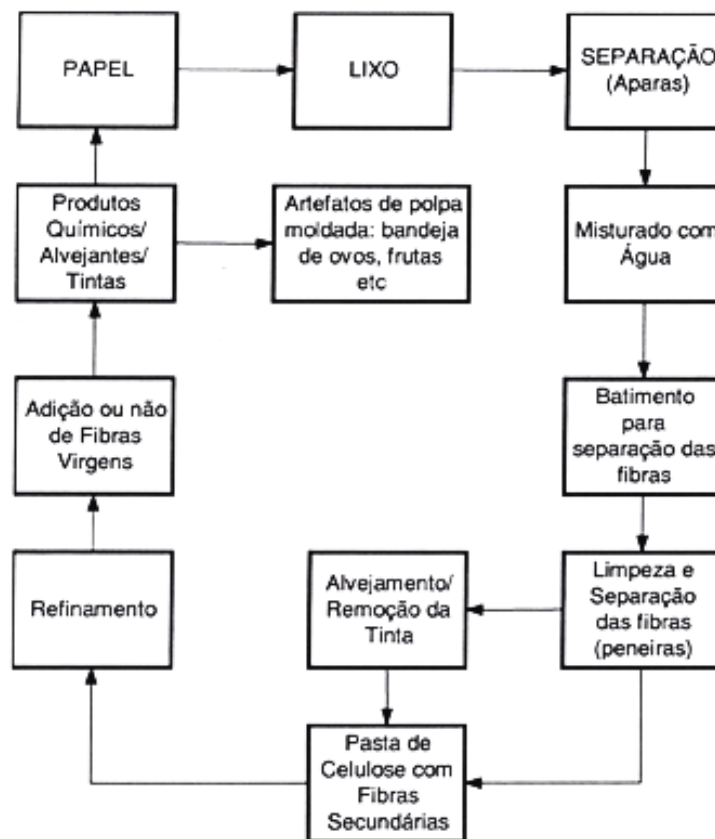 PAPEL
LIXO
SEPARAÇÃO
(Aparas)
Produtos
Químicos/
Alvejantes/
Tintas
Artefatos de polpa
moldada: bandeja
de ovos, frutas
etc
Misturado com
Água
Adição ou não
de Fibras
Virgens
Batimento
para
separação das
fibras
Refinamento
Alvejamento/
Remoção da
Tinta
Limpeza e
Separação
das fibras
(peneiras)
Pasta de
Celulose com
Fibras
Secundárias